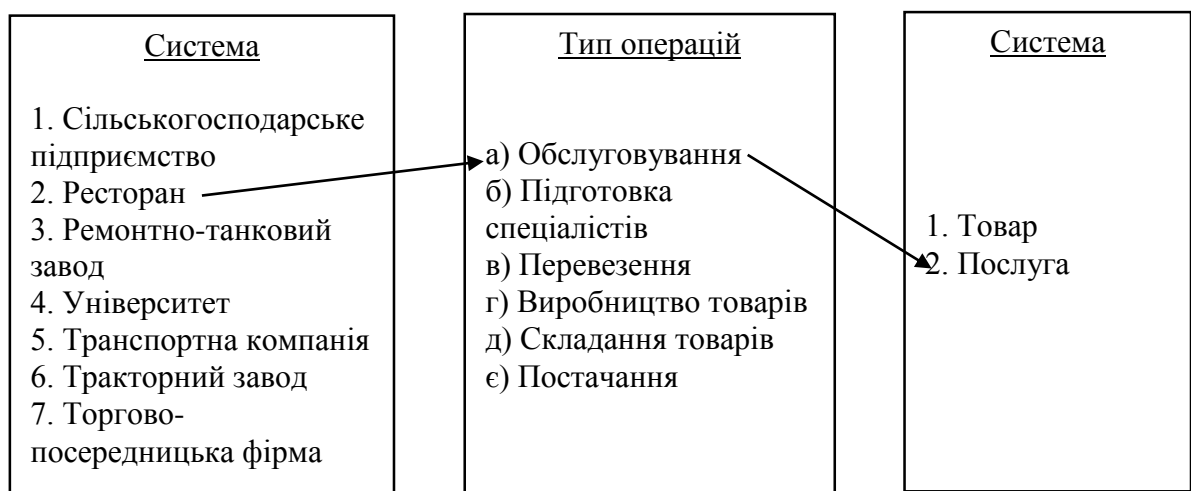 Система
1. Сільськогосподарське
підприємство
2. Ресторан
3. Ремонтно-танковий
завод
4. Університет
5. Транспортна компанія
6. Тракторний завод
7. Торгово-
посередницька фірма
Тип операцій
а) Обслуговування
б) Підготовка
спеціалістів
в) Перевезення
г) Виробництво товарів
д) Складання товарів
є) Постачання
Система
1. Товар
2. Послуга